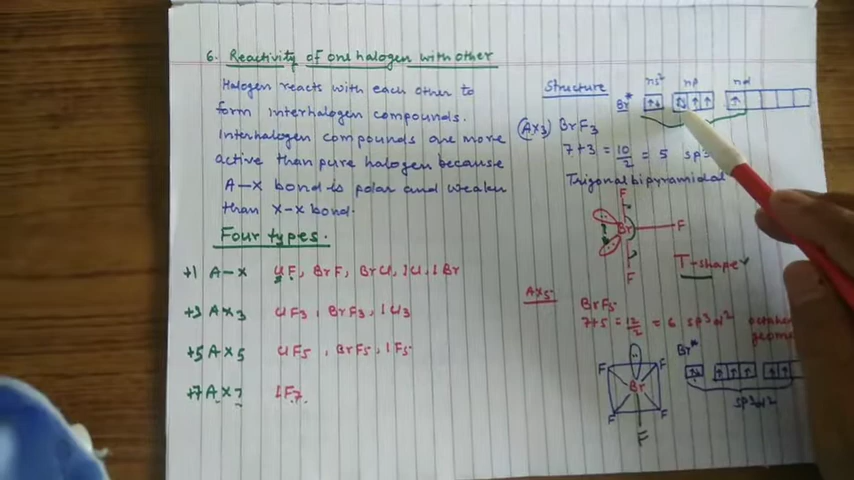 6. Reactivity of one halogen with other
Halogen reacts with each other to
form interhalogen compounds.
Interhalogen compounds are more
active than pure halogen because
A-X bond is polar and weaker
than X-X bond.
Four types.
+1 A-X ClF, BrF, BrCl, ICl, IBr
+3 AX3 ClF3, BrF3, ICl3
+5 AX5 ClF5, BrF5, IF5
+7 AX7 IF7.
Structure
ns² np nd
Br*
(AX3) BrF3
7+3 = 10/2 = 5 sp³
Trigonal bipyramidal
F
Br F
F
T-shape
AX5
BrF5
7+5 = 12/2 = 6 sp³d²
Br*
F F
Br
F F
F
sp³d²